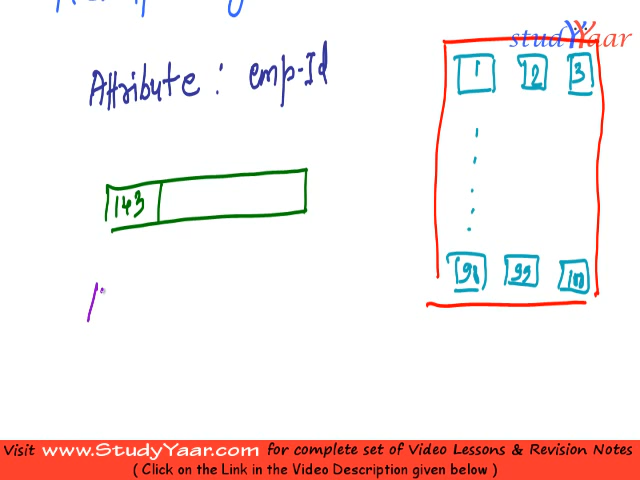 studYYaar
Attribute : emp-Id
1 2 3
143
98 99 100
Visit www.StudyYaar.com for complete set of Video Lessons & Revision Notes
( Click on the Link in the Video Description given below )